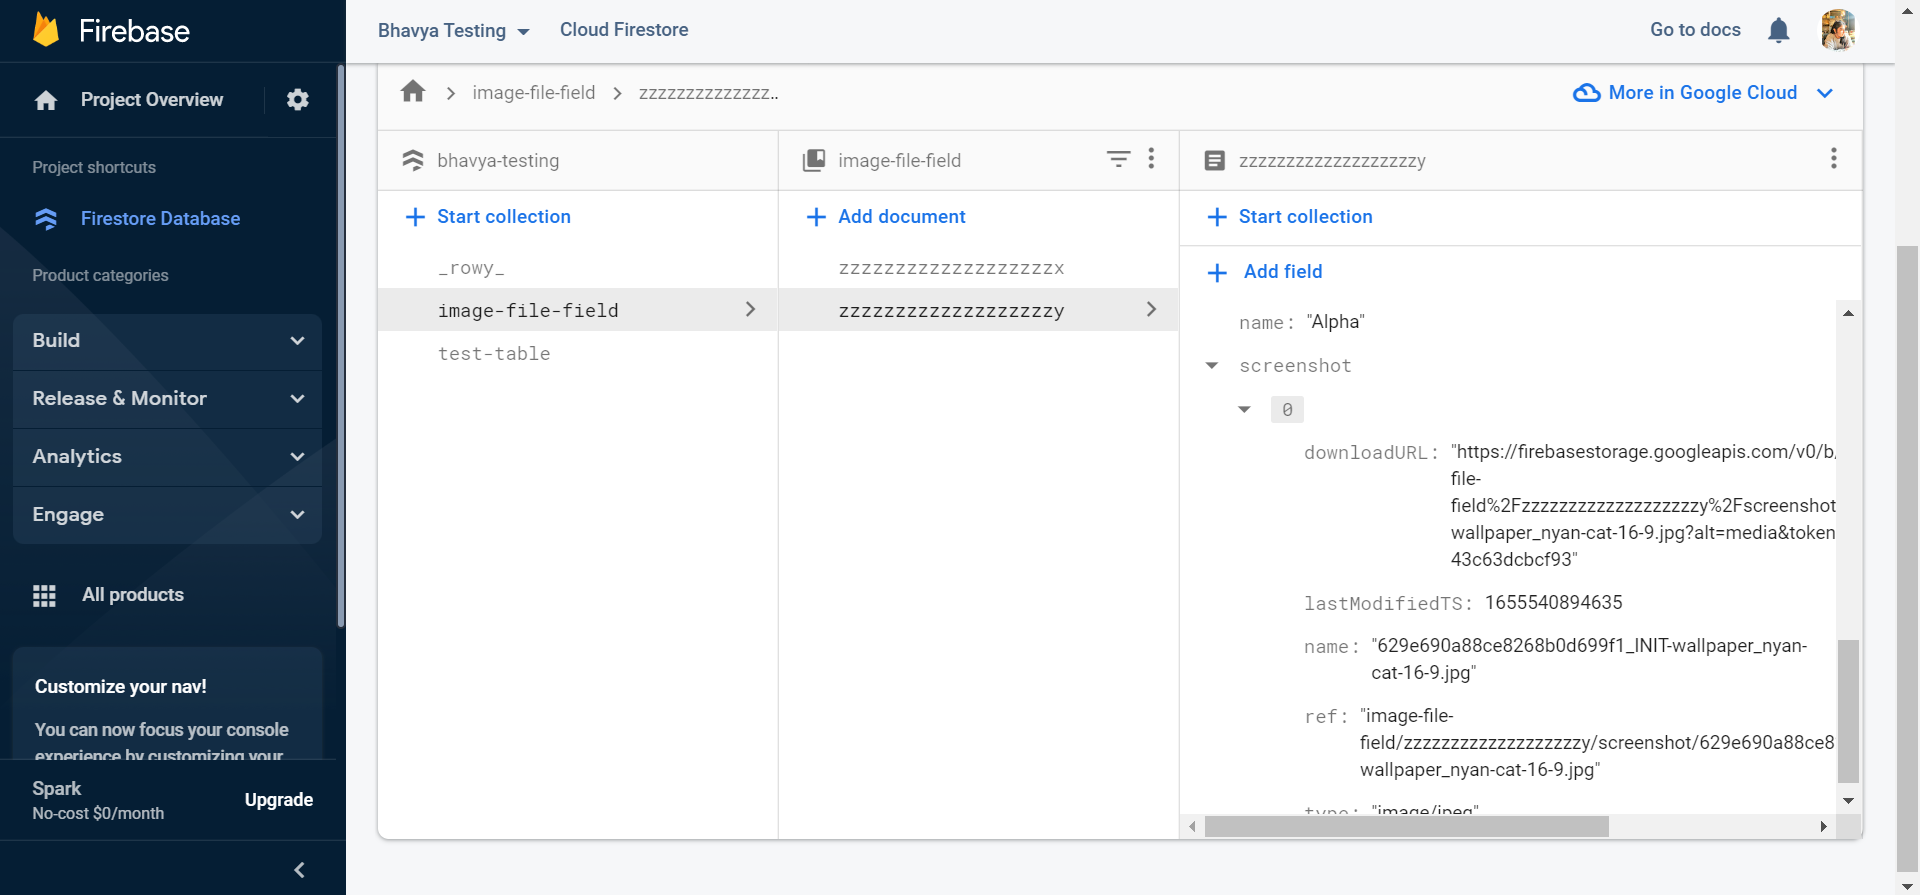 Firebase
Project Overview
Project shortcuts
Firestore Database
Product categories
Build
Release & Monitor
Analytics
Engage
All products
Customize your nav!
You can now focus your console
experience by customizing your
Spark
No-cost $0/month
Upgrade
Bhavya Testing
Cloud Firestore
Go to docs
image-file-field
zzzzzzzzzzzzzz..
More in Google Cloud
bhavya-testing
Start collection
_rowy_
image-file-field
test-table
image-file-field
Add document
zzzzzzzzzzzzzzzzzzzx
zzzzzzzzzzzzzzzzzzzy
zzzzzzzzzzzzzzzzzzzy
Start collection
Add field
name: "Alpha"
screenshot
0
downloadURL: "https://firebasestorage.googleapis.com/v0/b/
file-
field%2Fzzzzzzzzzzzzzzzzzzzy%2Fscreenshot
wallpaper_nyan-cat-16-9.jpg?alt=media&token
43c63dcbcf93"
lastModifiedTS: 1655540894635
name: "629e690a88ce8268b0d699f1_INIT-wallpaper_nyan-
cat-16-9.jpg"
ref: "image-file-
field/zzzzzzzzzzzzzzzzzzzy/screenshot/629e690a88ce8
wallpaper_nyan-cat-16-9.jpg"
type: "image/jpeg"